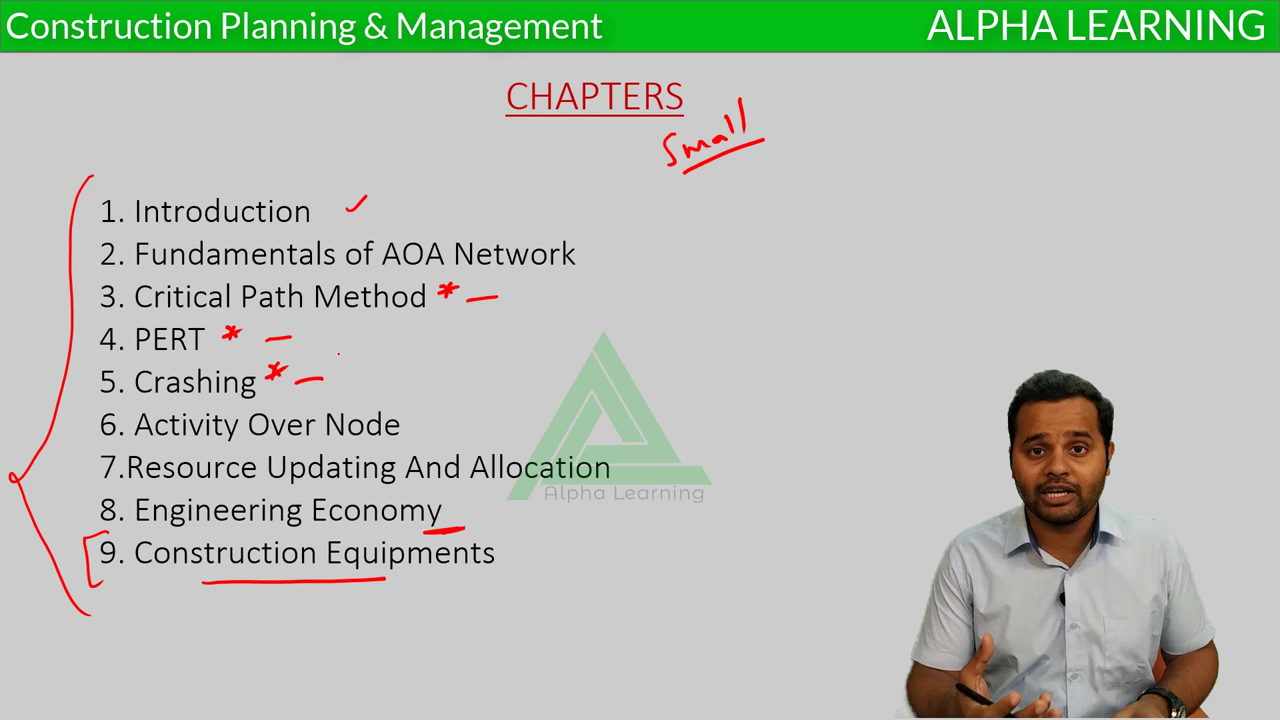 Construction Planning & Management
ALPHA LEARNING
CHAPTERS
Small
1. Introduction
2. Fundamentals of AOA Network
3. Critical Path Method *
4. PERT *
5. Crashing *
6. Activity Over Node
7.Resource Updating And Allocation
8. Engineering Economy
9. Construction Equipments
Alpha Learning